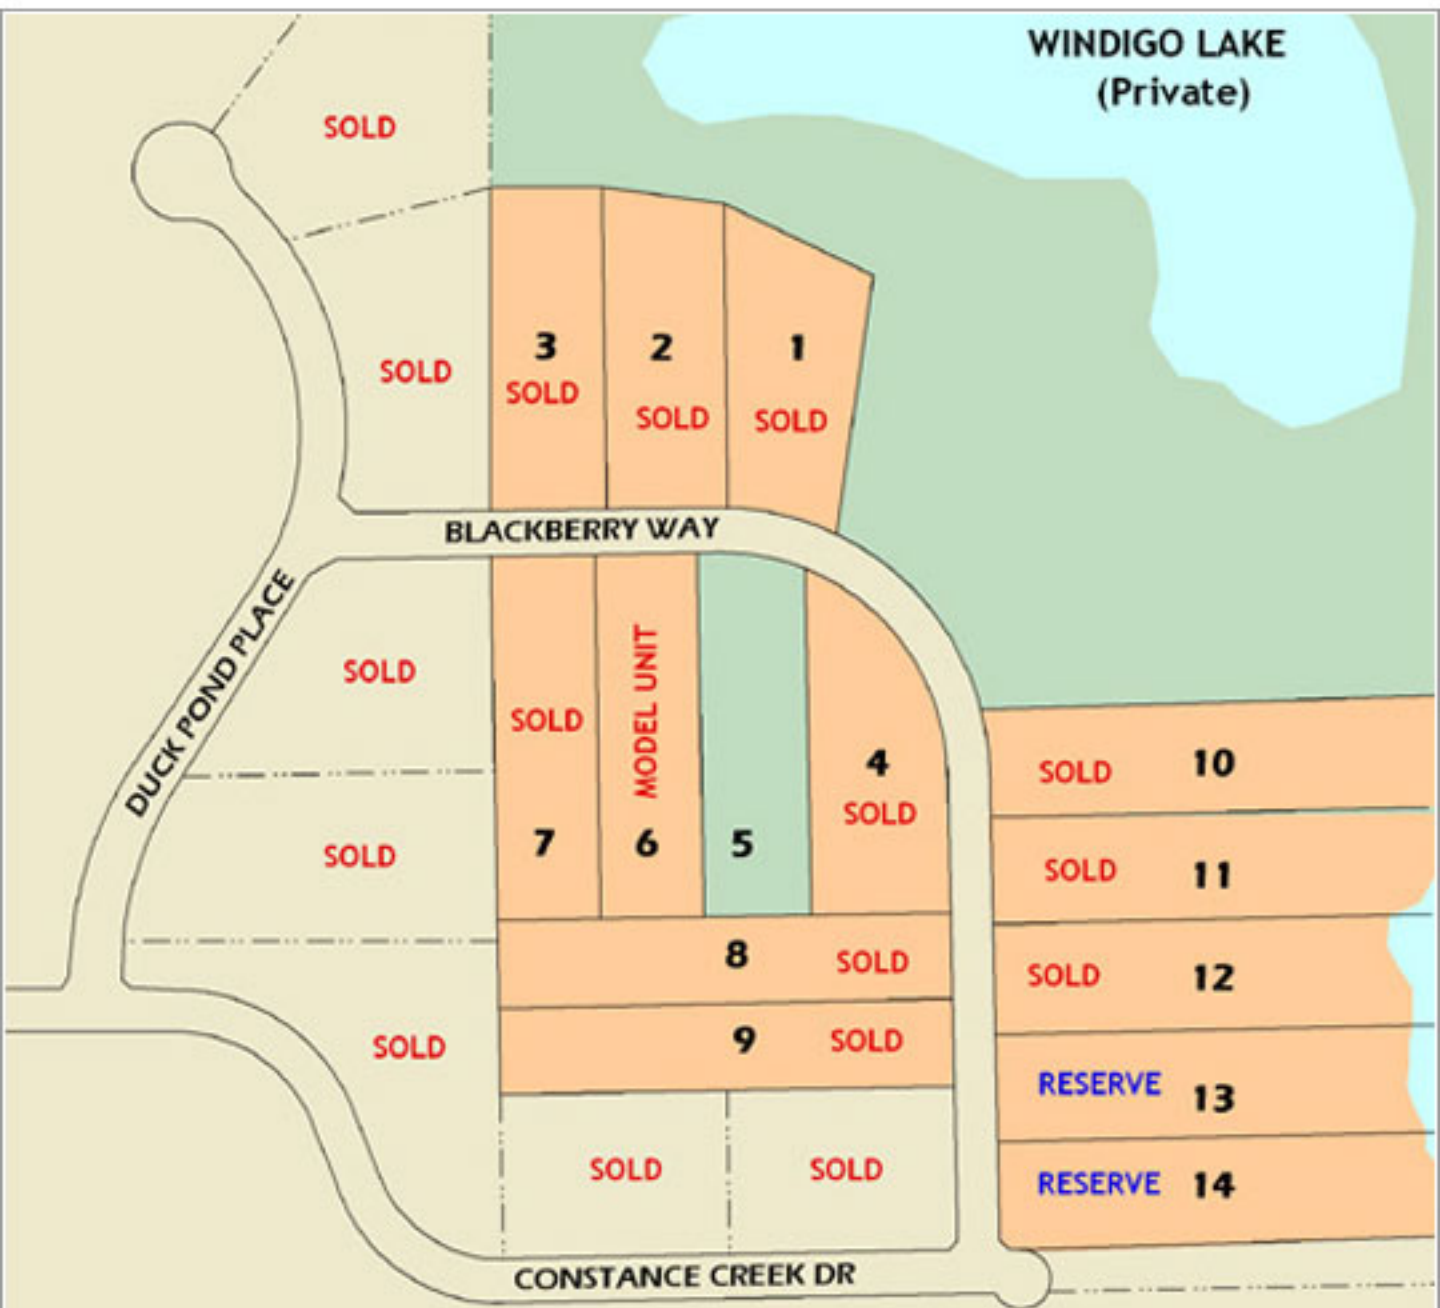 WINDIGO LAKE
(Private)
SOLD
SOLD
3
SOLD
2
SOLD
1
SOLD
BLACKBERRY WAY
DUCK POND PLACE
SOLD
SOLD
7
MODEL UNIT
6
5
4
SOLD
SOLD 10
SOLD
SOLD 11
8 SOLD
SOLD 12
SOLD
9 SOLD
RESERVE 13
SOLD
SOLD
RESERVE 14
CONSTANCE CREEK DR